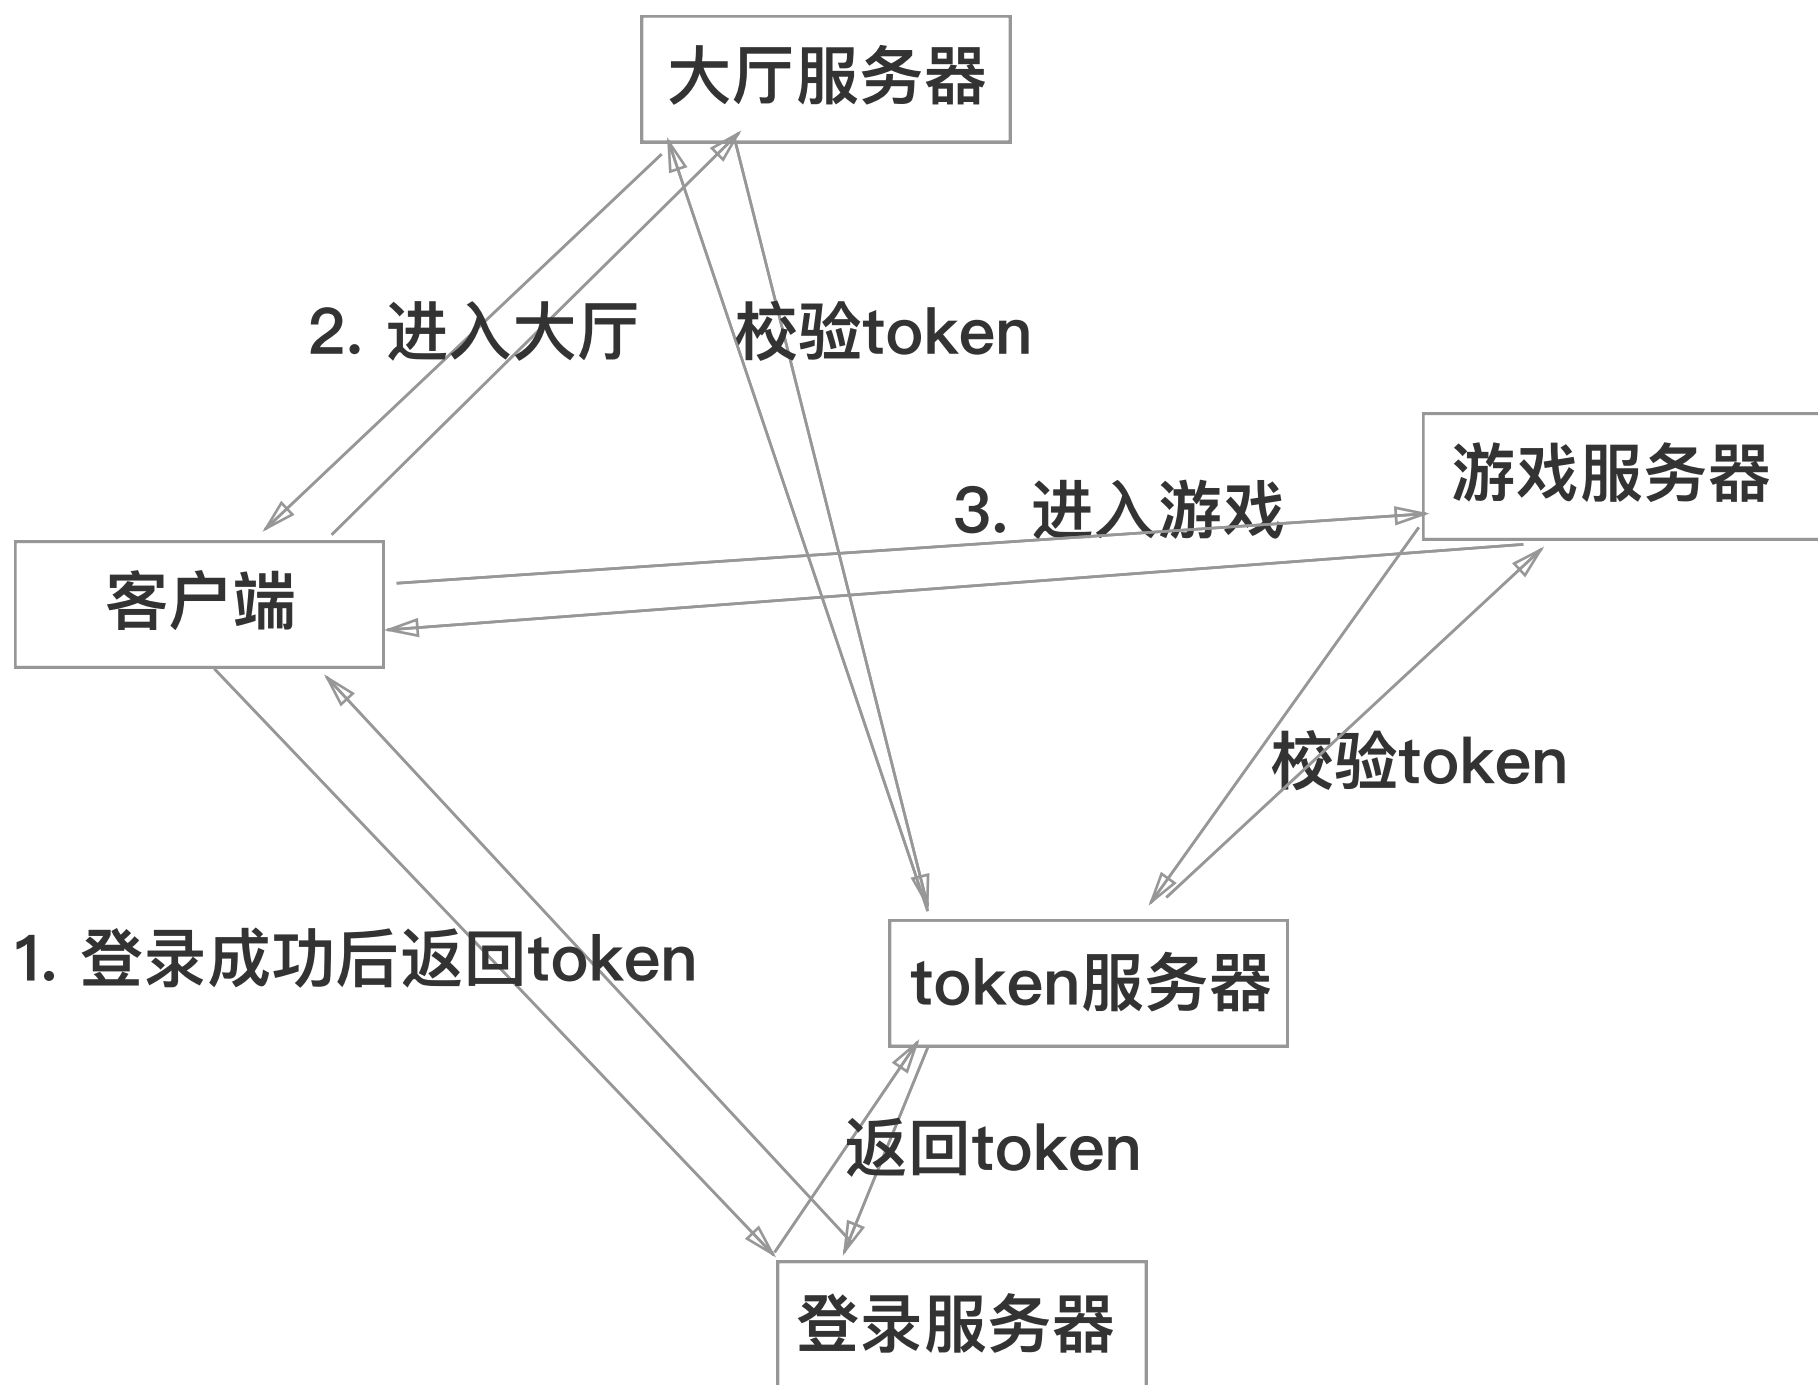 大厅服务器
2. 进入大厅
校验token
游戏服务器
3. 进入游戏
客户端
校验token
1. 登录成功后返回token
token服务器
返回token
登录服务器